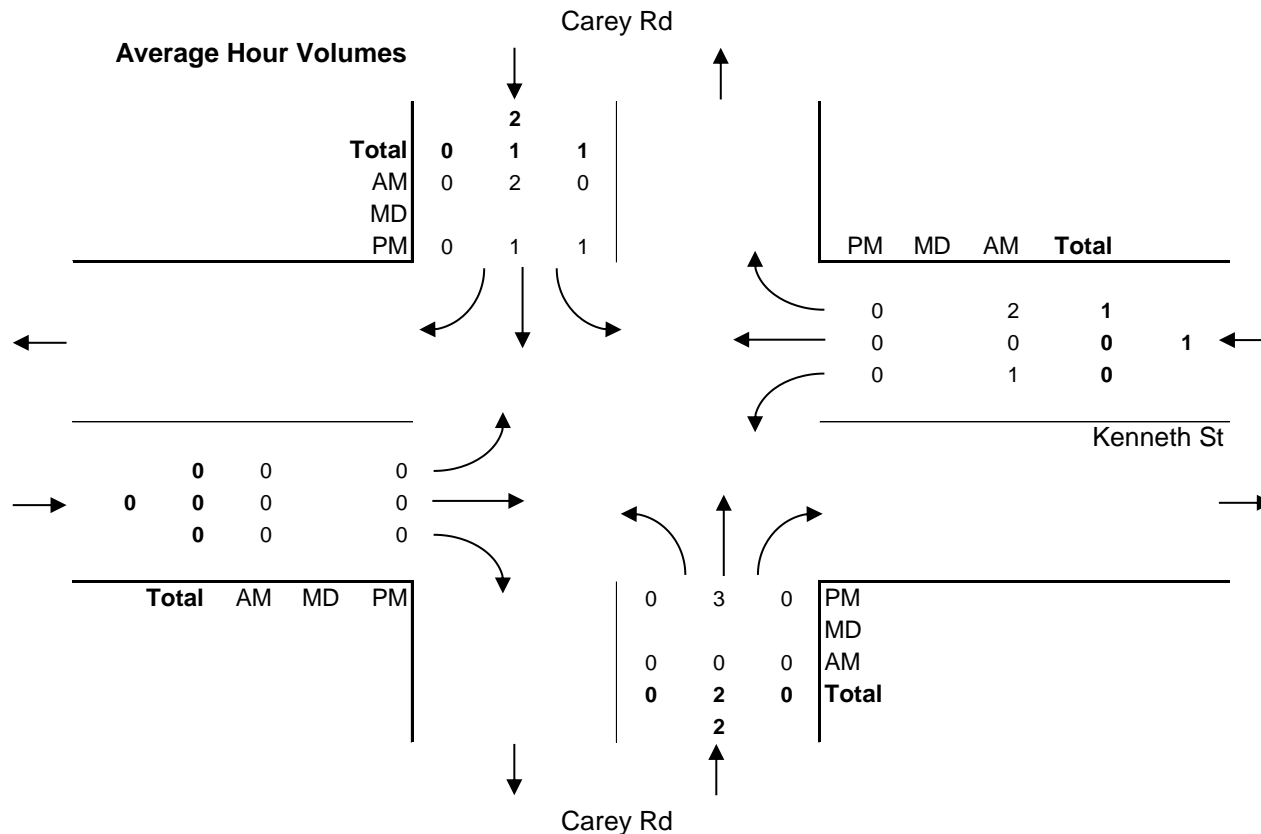 Carey Rd
Average Hour Volumes
2
Total 0 1 1
AM 0 2 0
MD
PM 0 1 1
PM MD AM Total
0 2 1
0 0 0 1
0 1 0
Kenneth St
0 0 0
0 0 0 0
0 0 0
Total AM MD PM
0 3 0 PM
MD
0 0 0 AM
0 2 0 Total
2
Carey Rd